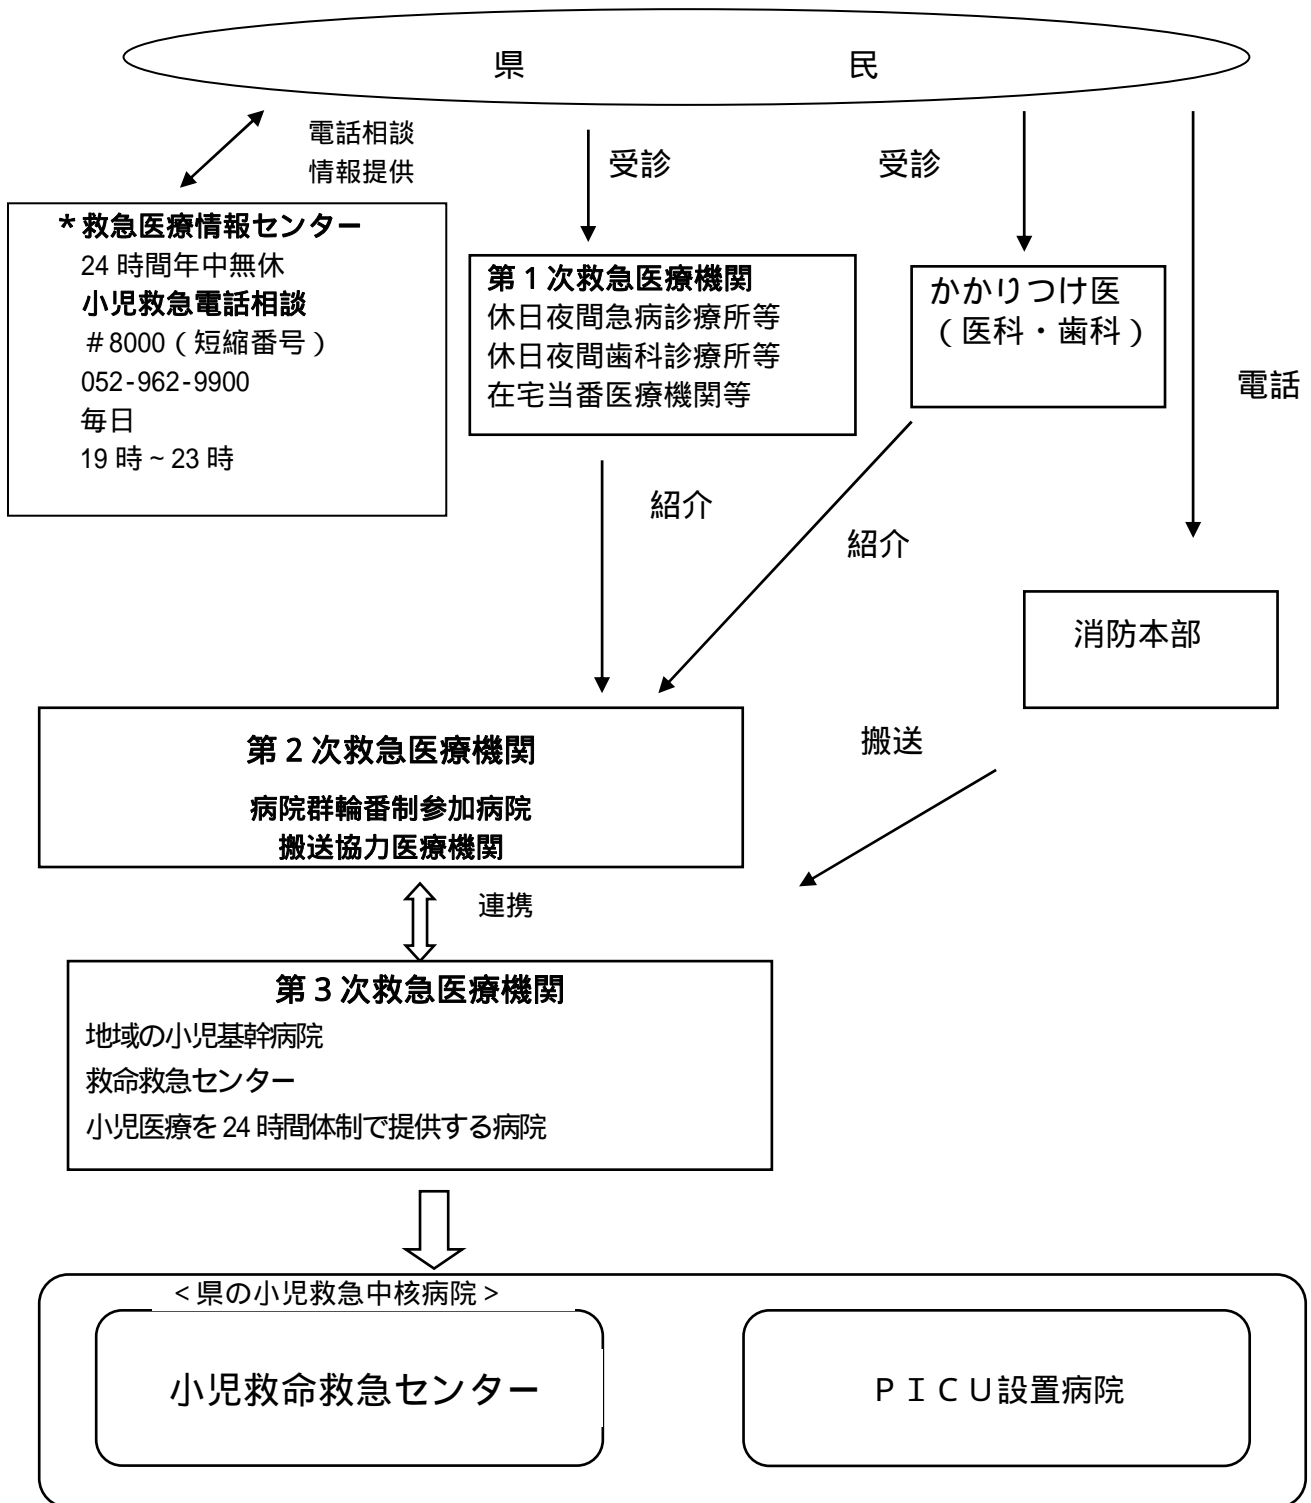 県　民
電話相談
情報提供
受診
受診
*救急医療情報センター
24時間年中無休
小児救急電話相談
＃8000（短縮番号）
052-962-9900
毎日
19時~23時
第1次救急医療機関
休日夜間急病診療所等
休日夜間歯科診療所等
在宅当番医療機関等
かかりつけ医
（医科・歯科）
電話
紹介
紹介
消防本部
搬送
第2次救急医療機関
病院群輪番制参加病院
搬送協力医療機関
連携
第3次救急医療機関
地域の小児基幹病院
救命救急センター
小児医療を24時間体制で提供する病院
<県の小児救急中核病院>
小児救命救急センター
ＰＩＣＵ設置病院